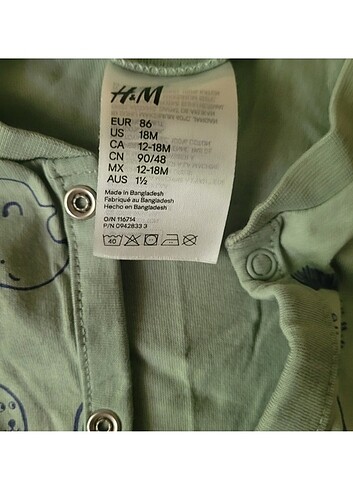 H&M
EUR 86
US 18M
CA 12-18M
CN 90/48
MX 12-18M
AUS 1½
Made in Bangladesh
Fabriqué au Bangladesh
Hecho en Bangladesh
O/N 116714
P/N 0942833 3
40